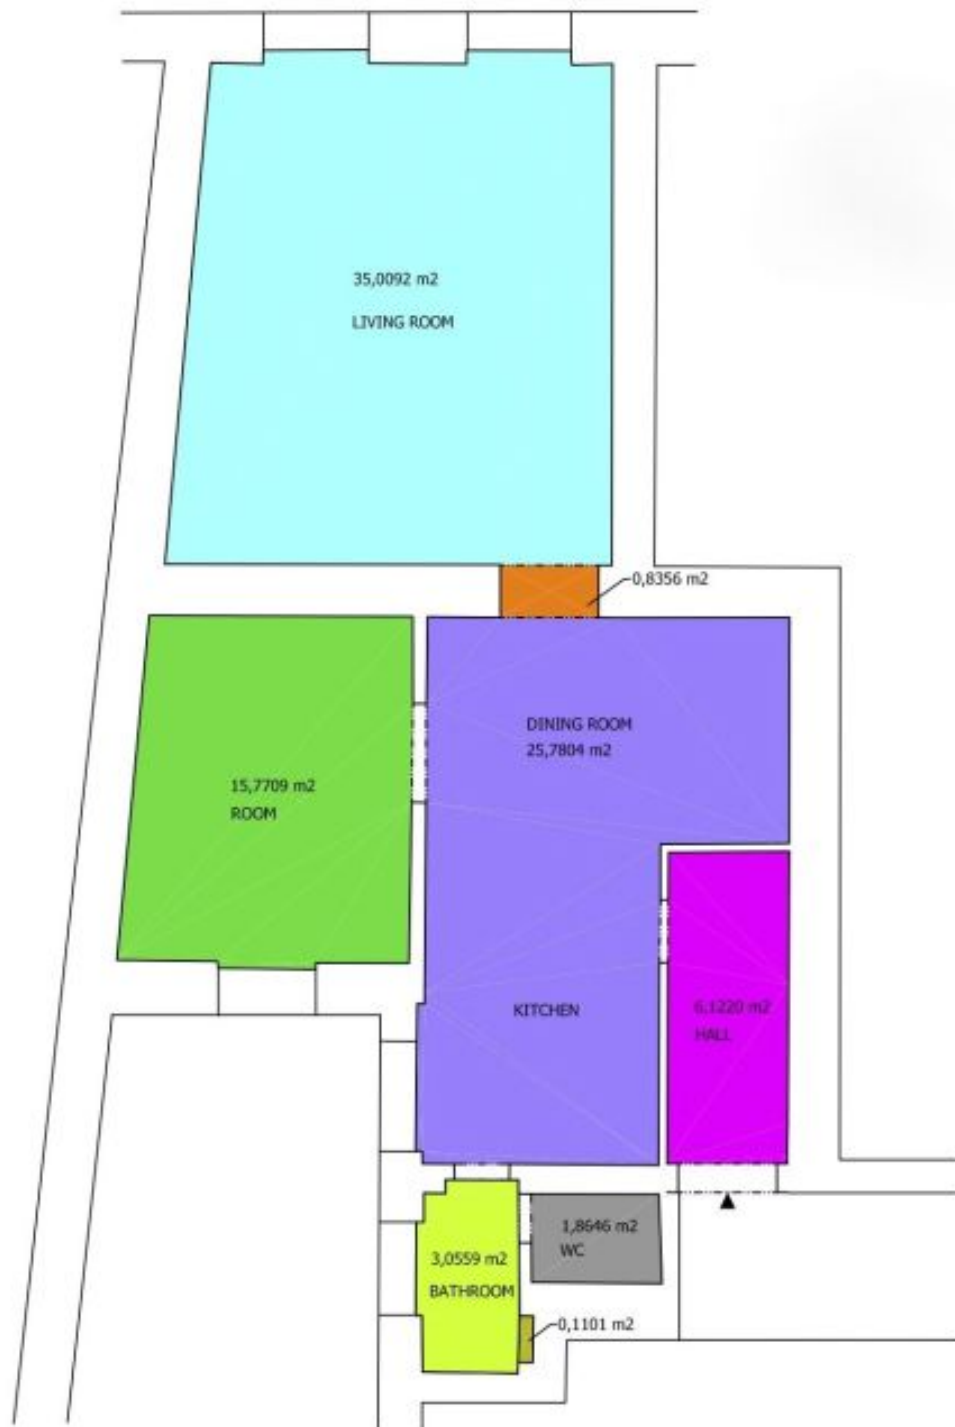 35,0092 m2
LIVING ROOM
0,8356 m2
DINING ROOM
25,7804 m2
15,7709 m2
ROOM
KITCHEN
6,1220 m2
HALL
1,8646 m2
WC
3,0559 m2
BATHROOM
0,1101 m2